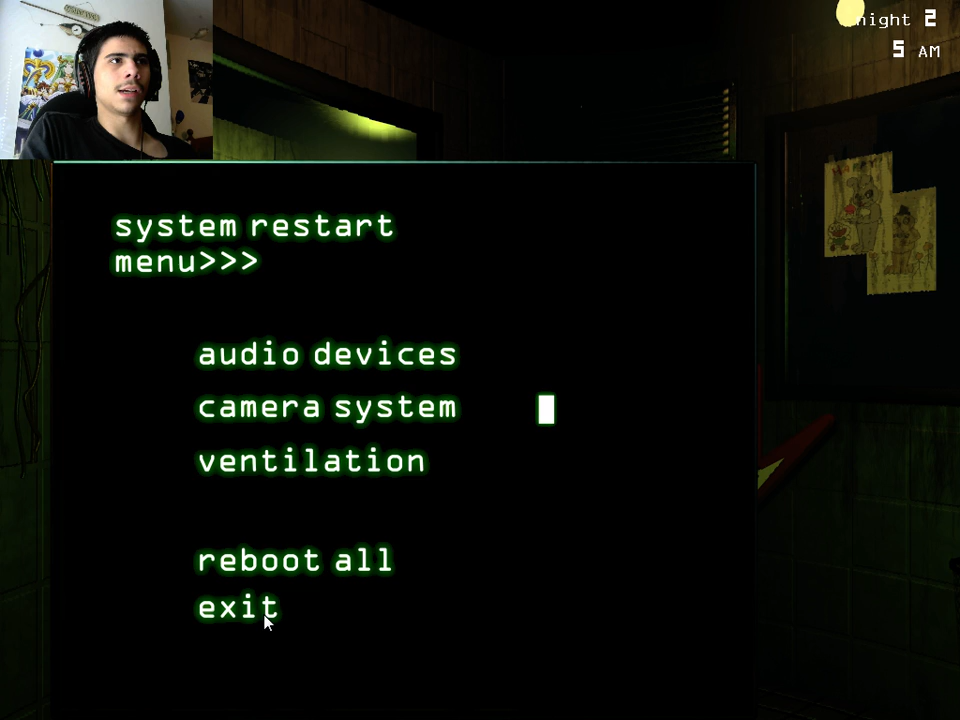 night 2
5 AM
system restart
menu>>>
audio devices
camera system
ventilation
reboot all
exit